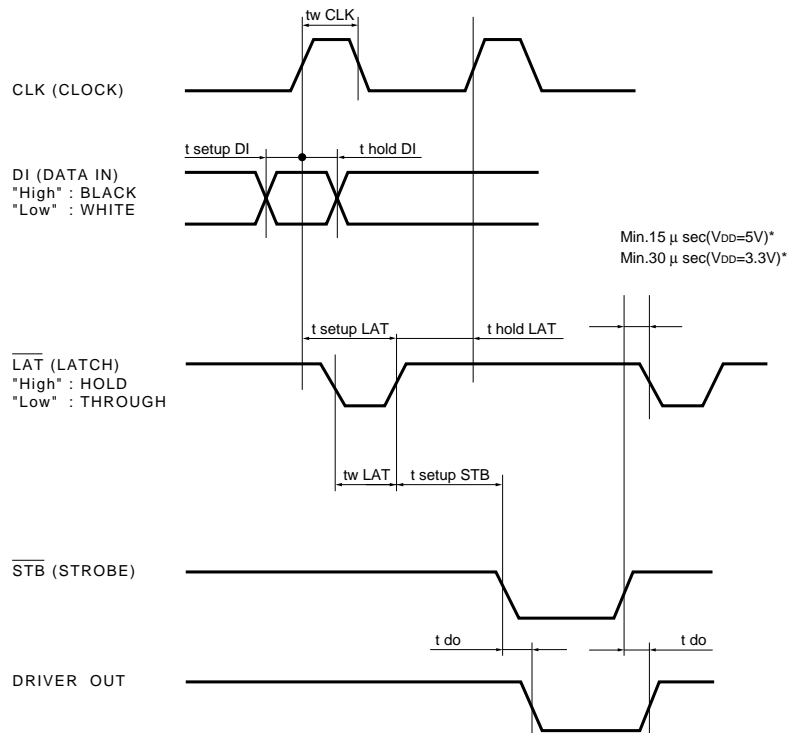 tw CLK
CLK (CLOCK)
t setup DI
t hold DI
DI (DATA IN)
"High" : BLACK
"Low" : WHITE
Min.15 μ sec(VDD=5V)*
Min.30 μ sec(VDD=3.3V)*
t setup LAT
t hold LAT
LAT (LATCH)
"High" : HOLD
"Low" : THROUGH
tw LAT
t setup STB
STB (STROBE)
t do
t do
DRIVER OUT